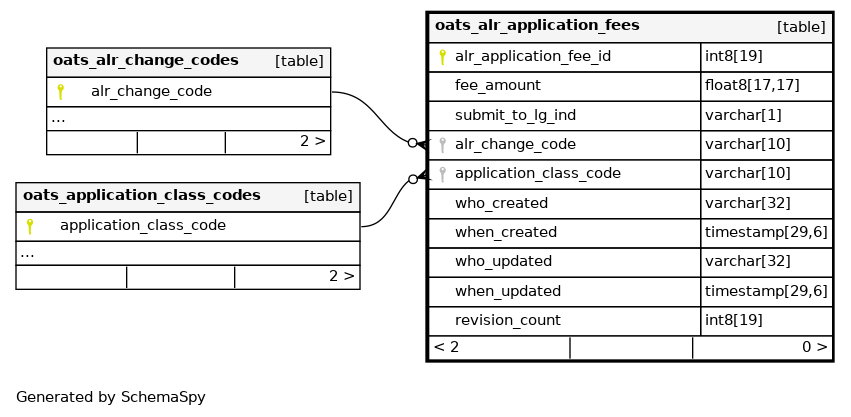 oats_alr_change_codes [table]
alr_change_code
...
2 >
oats_application_class_codes [table]
application_class_code
...
2 >
oats_alr_application_fees [table]
alr_application_fee_id int8[19]
fee_amount float8[17,17]
submit_to_lg_ind varchar[1]
alr_change_code varchar[10]
application_class_code varchar[10]
who_created varchar[32]
when_created timestamp[29,6]
who_updated varchar[32]
when_updated timestamp[29,6]
revision_count int8[19]
< 2 0 >
Generated by SchemaSpy